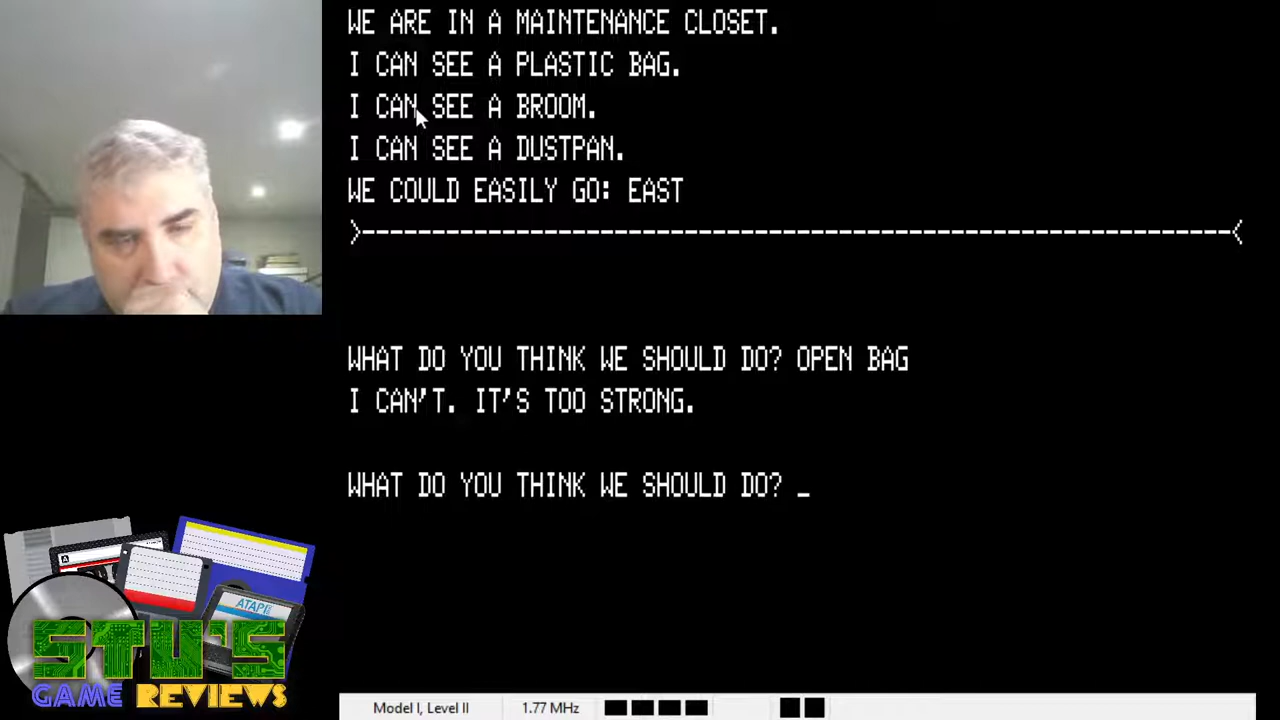 WE ARE IN A MAINTENANCE CLOSET.
I CAN SEE A PLASTIC BAG.
I CAN SEE A BROOM.
I CAN SEE A DUSTPAN.
WE COULD EASILY GO: EAST
>--------------------------------------------------------------<
WHAT DO YOU THINK WE SHOULD DO? OPEN BAG
I CAN'T. IT'S TOO STRONG.
WHAT DO YOU THINK WE SHOULD DO? _
A
ATARI
STU'S
GAME REVIEWS
Model I, Level II 1.77 MHz